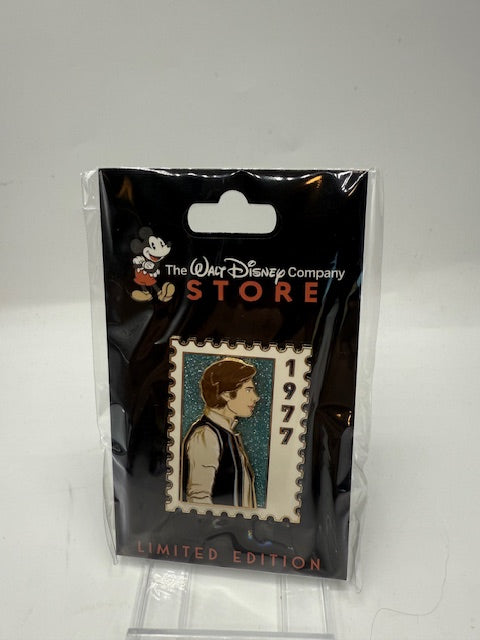 The WALT DISNEY Company
STORE
1977
LIMITED EDITION